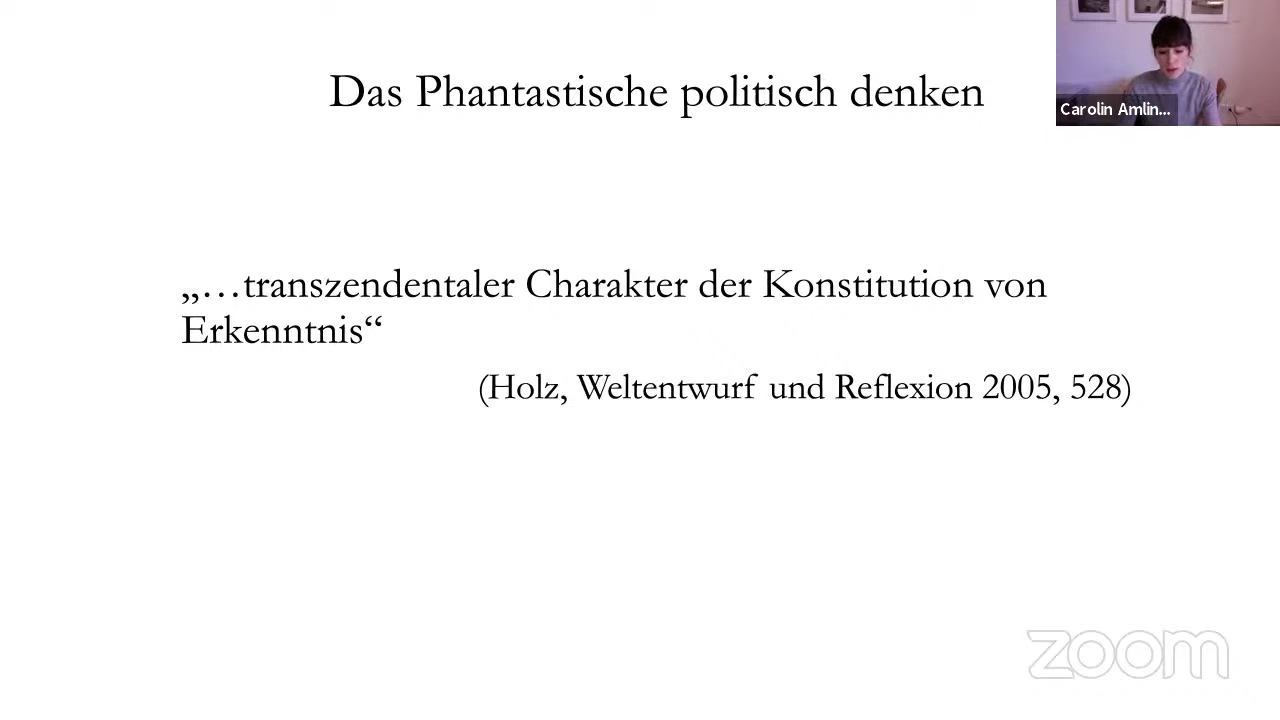 Das Phantastische politisch denken
Carolin Amlin...
„…transzendentaler Charakter der Konstitution von
Erkenntnis“
(Holz, Weltentwurf und Reflexion 2005, 528)
zoom